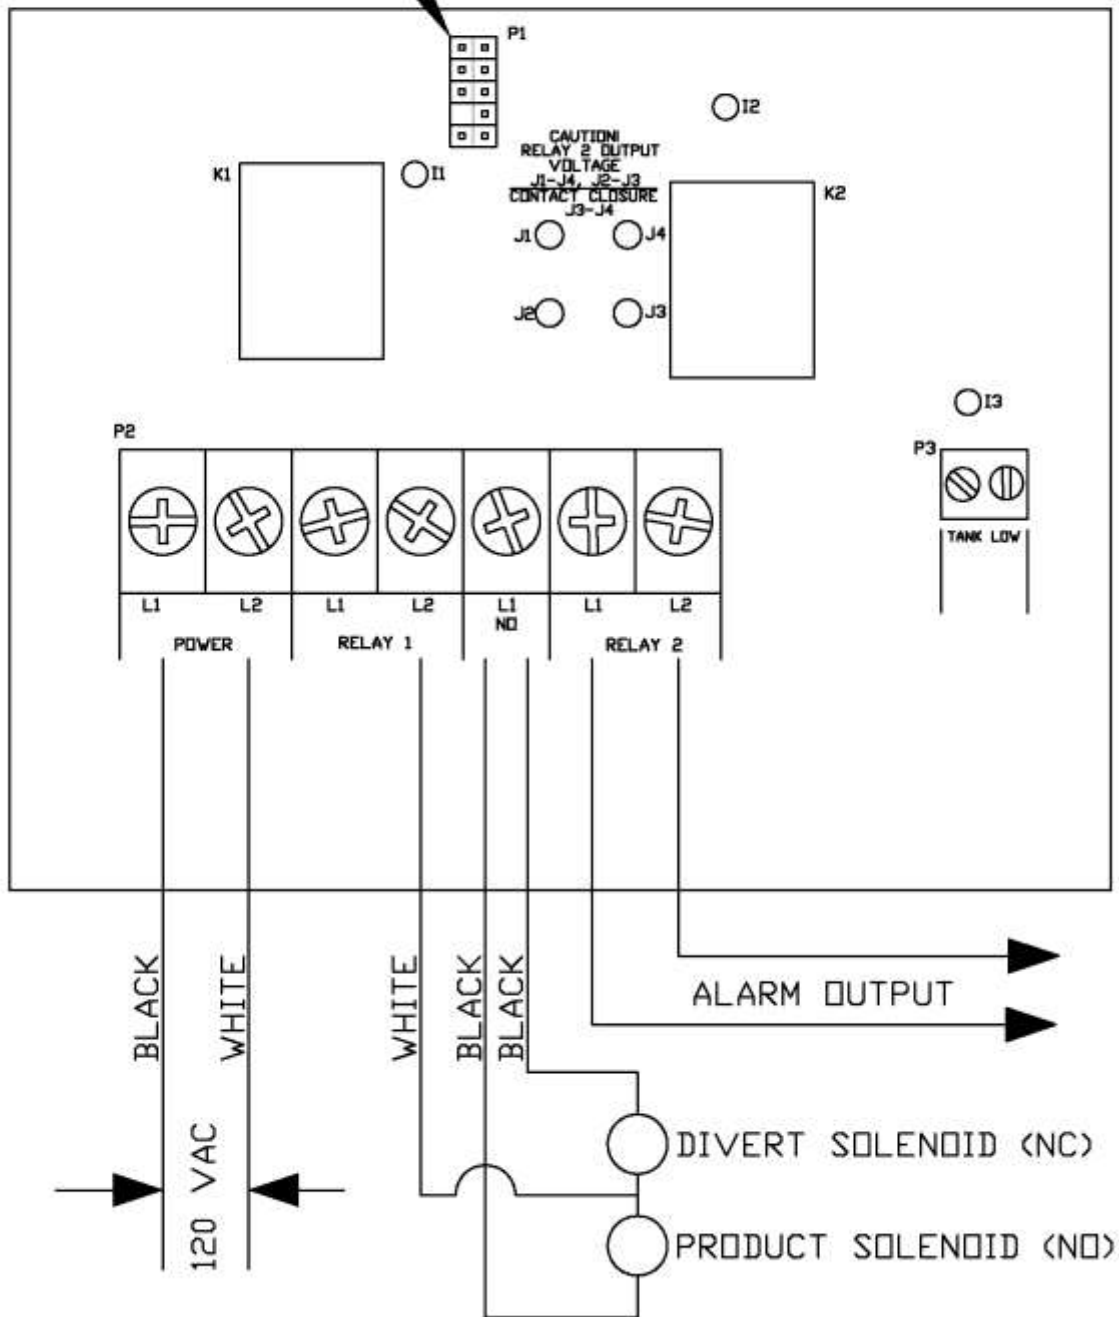 P1
I2
CAUTION!
RELAY 2 OUTPUT
VOLTAGE
J1-J4, J2-J3
CONTACT CLOSURE
J3-J4
K1
I1
K2
J1
J4
J2
J3
I3
P2
P3
TANK LOW
L1 L2 L1 L2 L1 L1 L2
NO
POWER RELAY 1 RELAY 2
BLACK
WHITE
WHITE
BLACK
BLACK
ALARM OUTPUT
120 VAC
DIVERT SOLENOID (NC)
PRODUCT SOLENOID (NO)